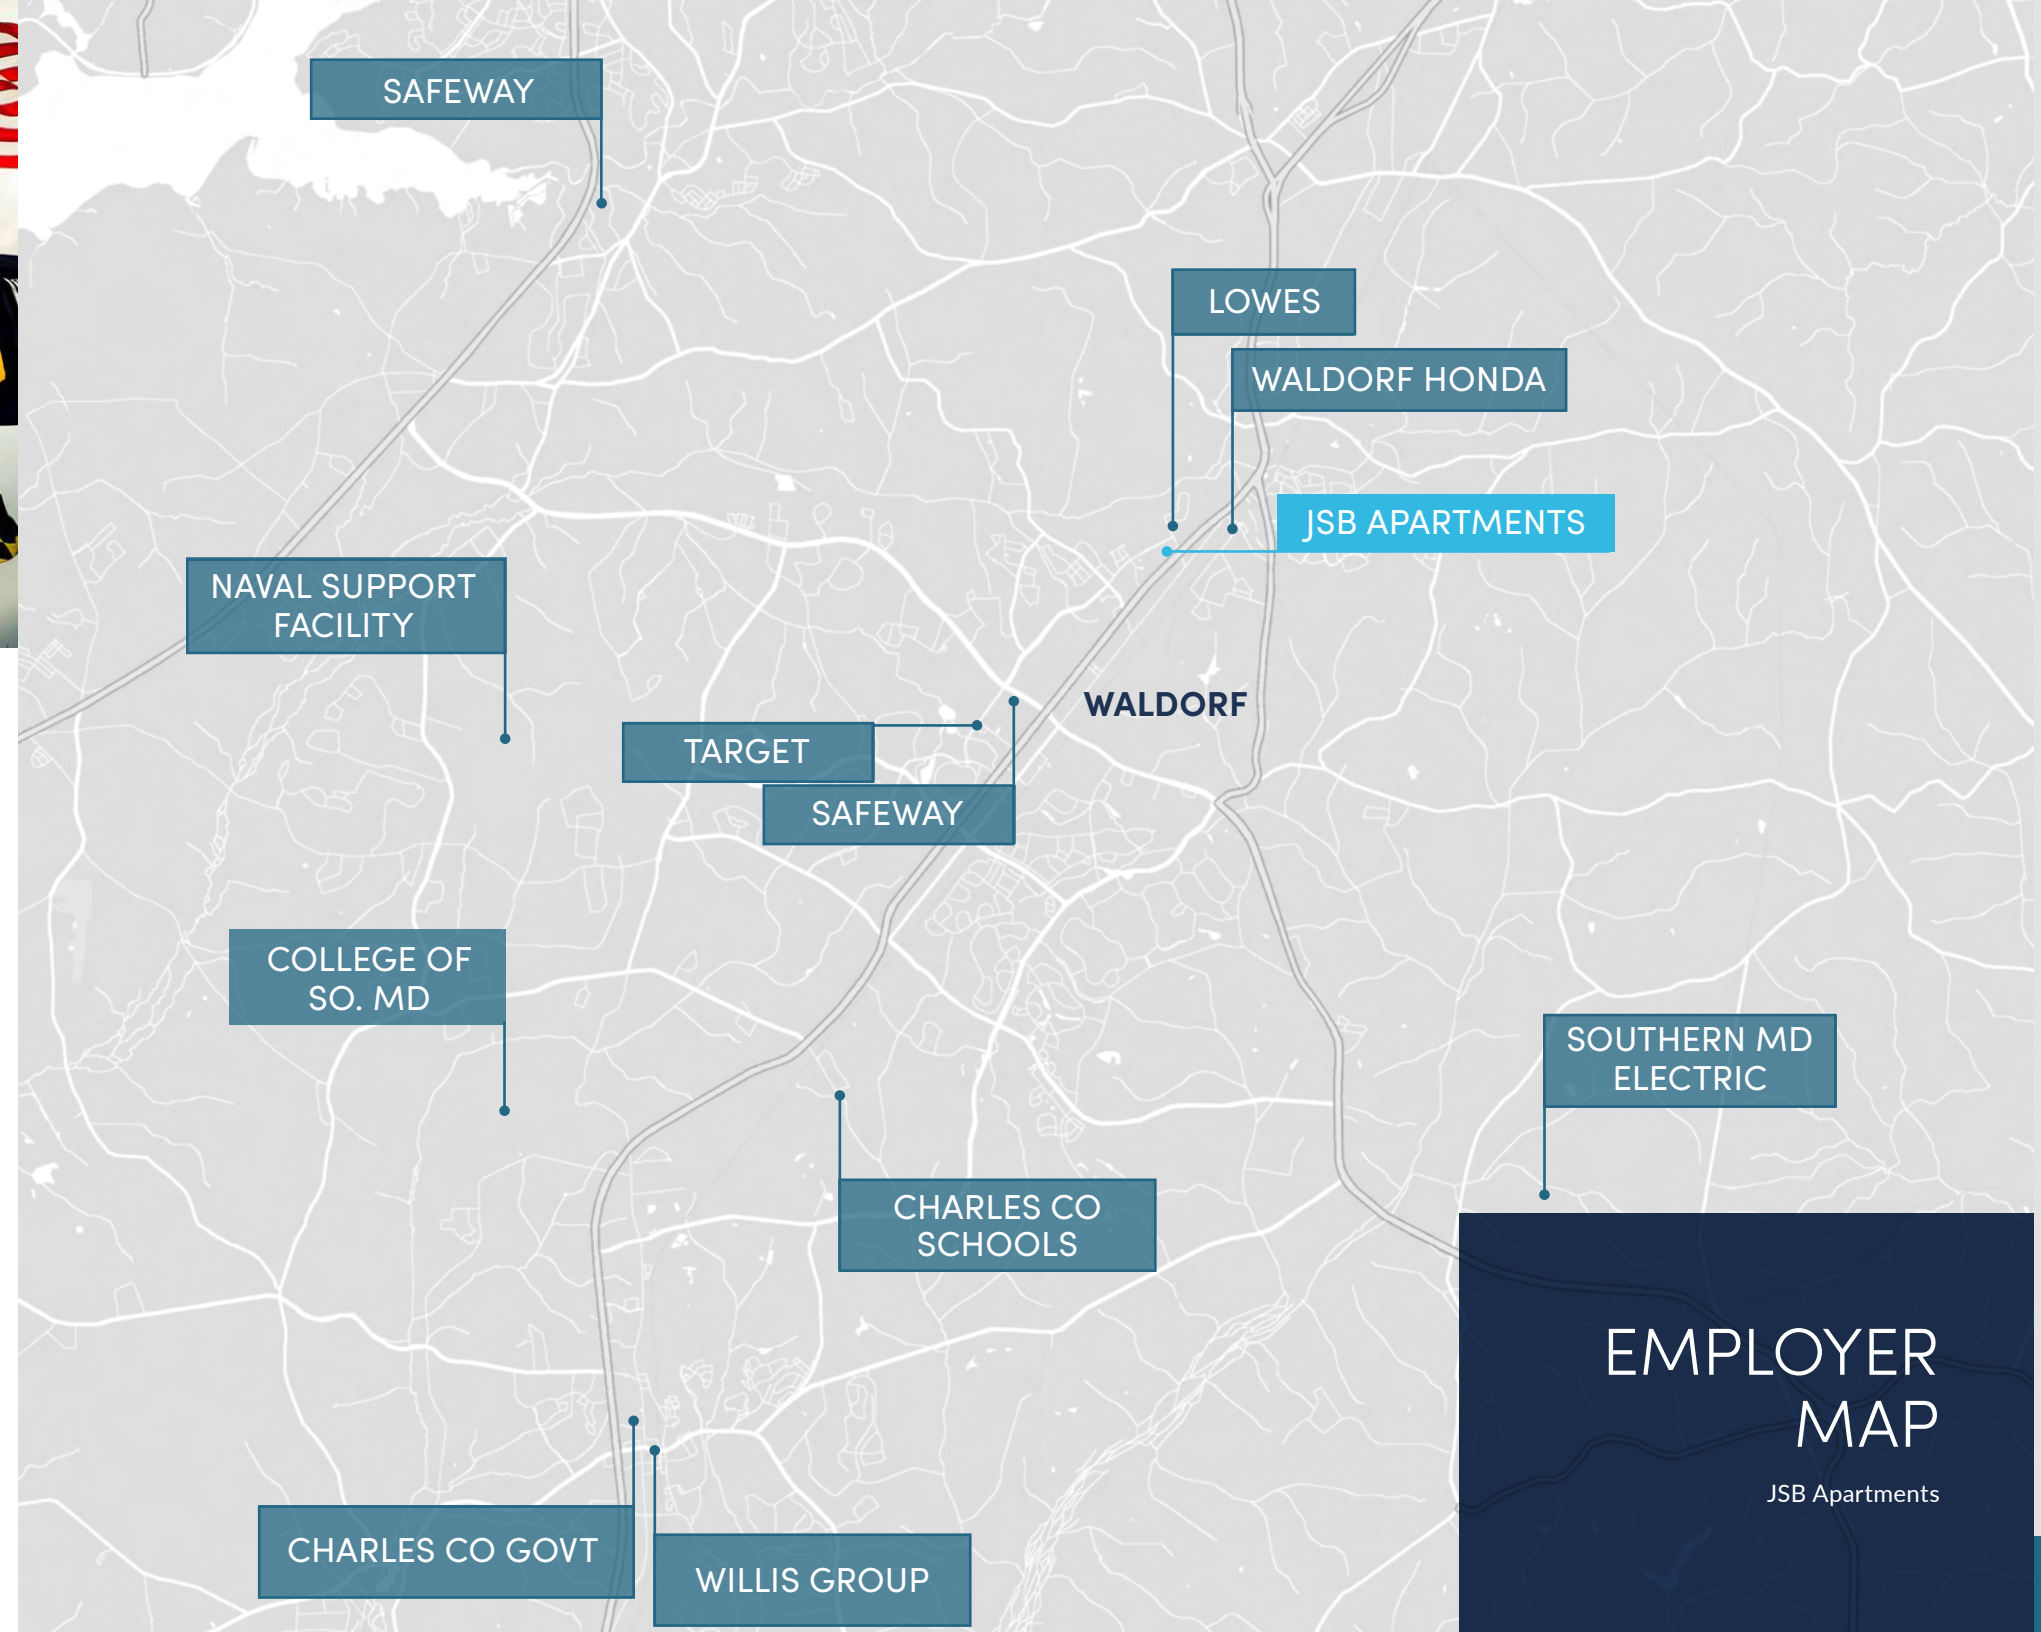 SAFEWAY
LOWES
WALDORF HONDA
JSB APARTMENTS
NAVAL SUPPORT
FACILITY
WALDORF
TARGET
SAFEWAY
COLLEGE OF
SO. MD
SOUTHERN MD
ELECTRIC
CHARLES CO
SCHOOLS
EMPLOYER
MAP
JSB Apartments
CHARLES CO GOVT
WILLIS GROUP